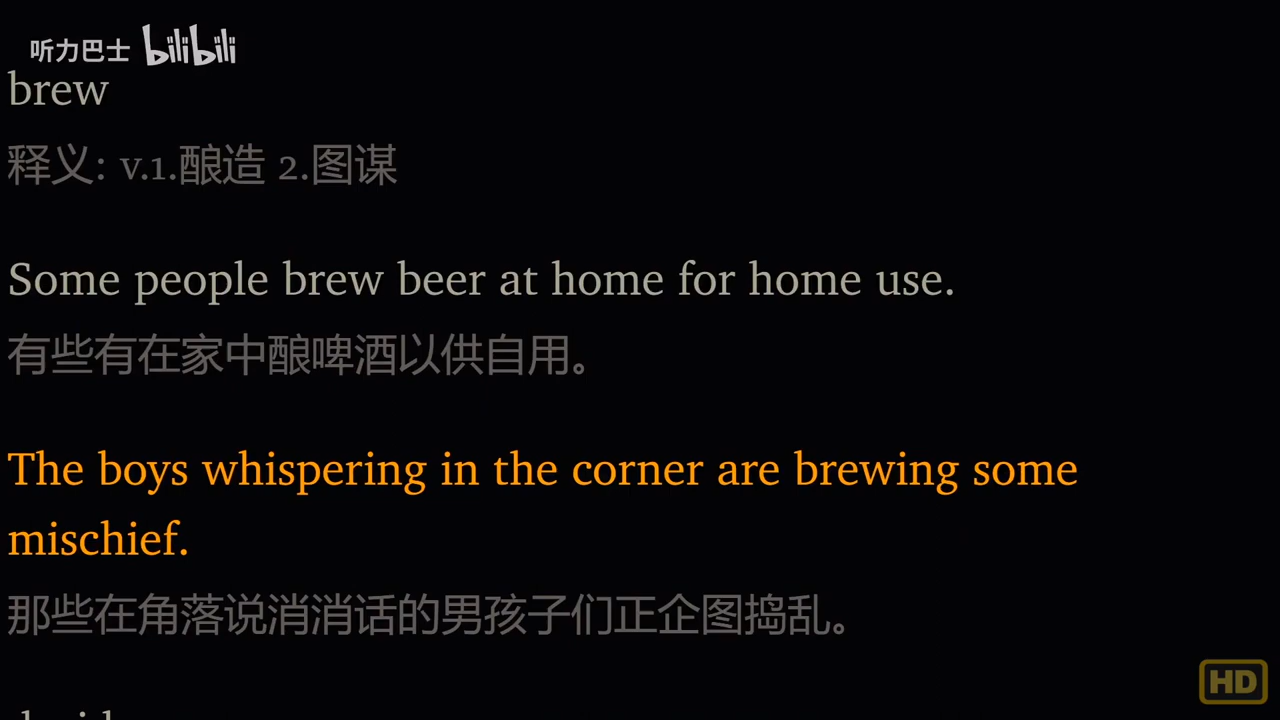 听力巴士 bilibili
brew
释义: v.1.酿造 2.图谋
Some people brew beer at home for home use.
有些有在家中酿啤酒以供自用。
The boys whispering in the corner are brewing some
mischief.
那些在角落说消消话的男孩子们正企图捣乱。
HD